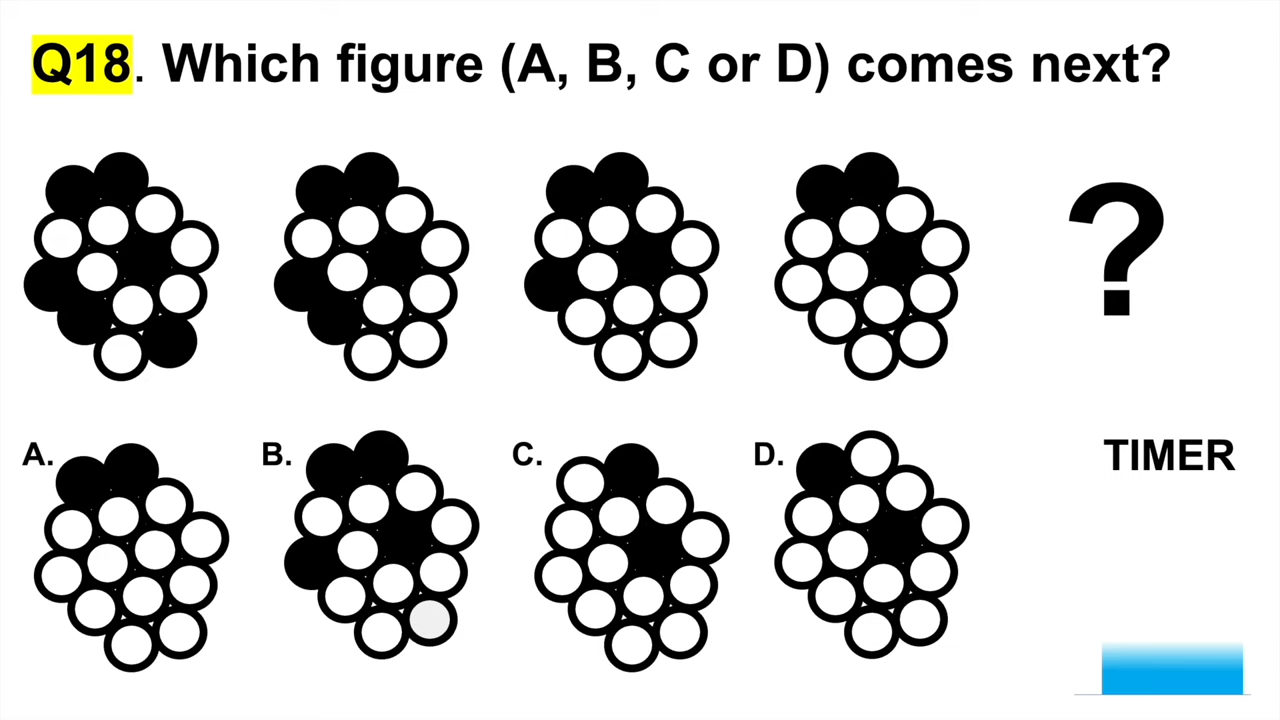 Q18. Which figure (A, B, C or D) comes next?
?
A. B. C. D. TIMER